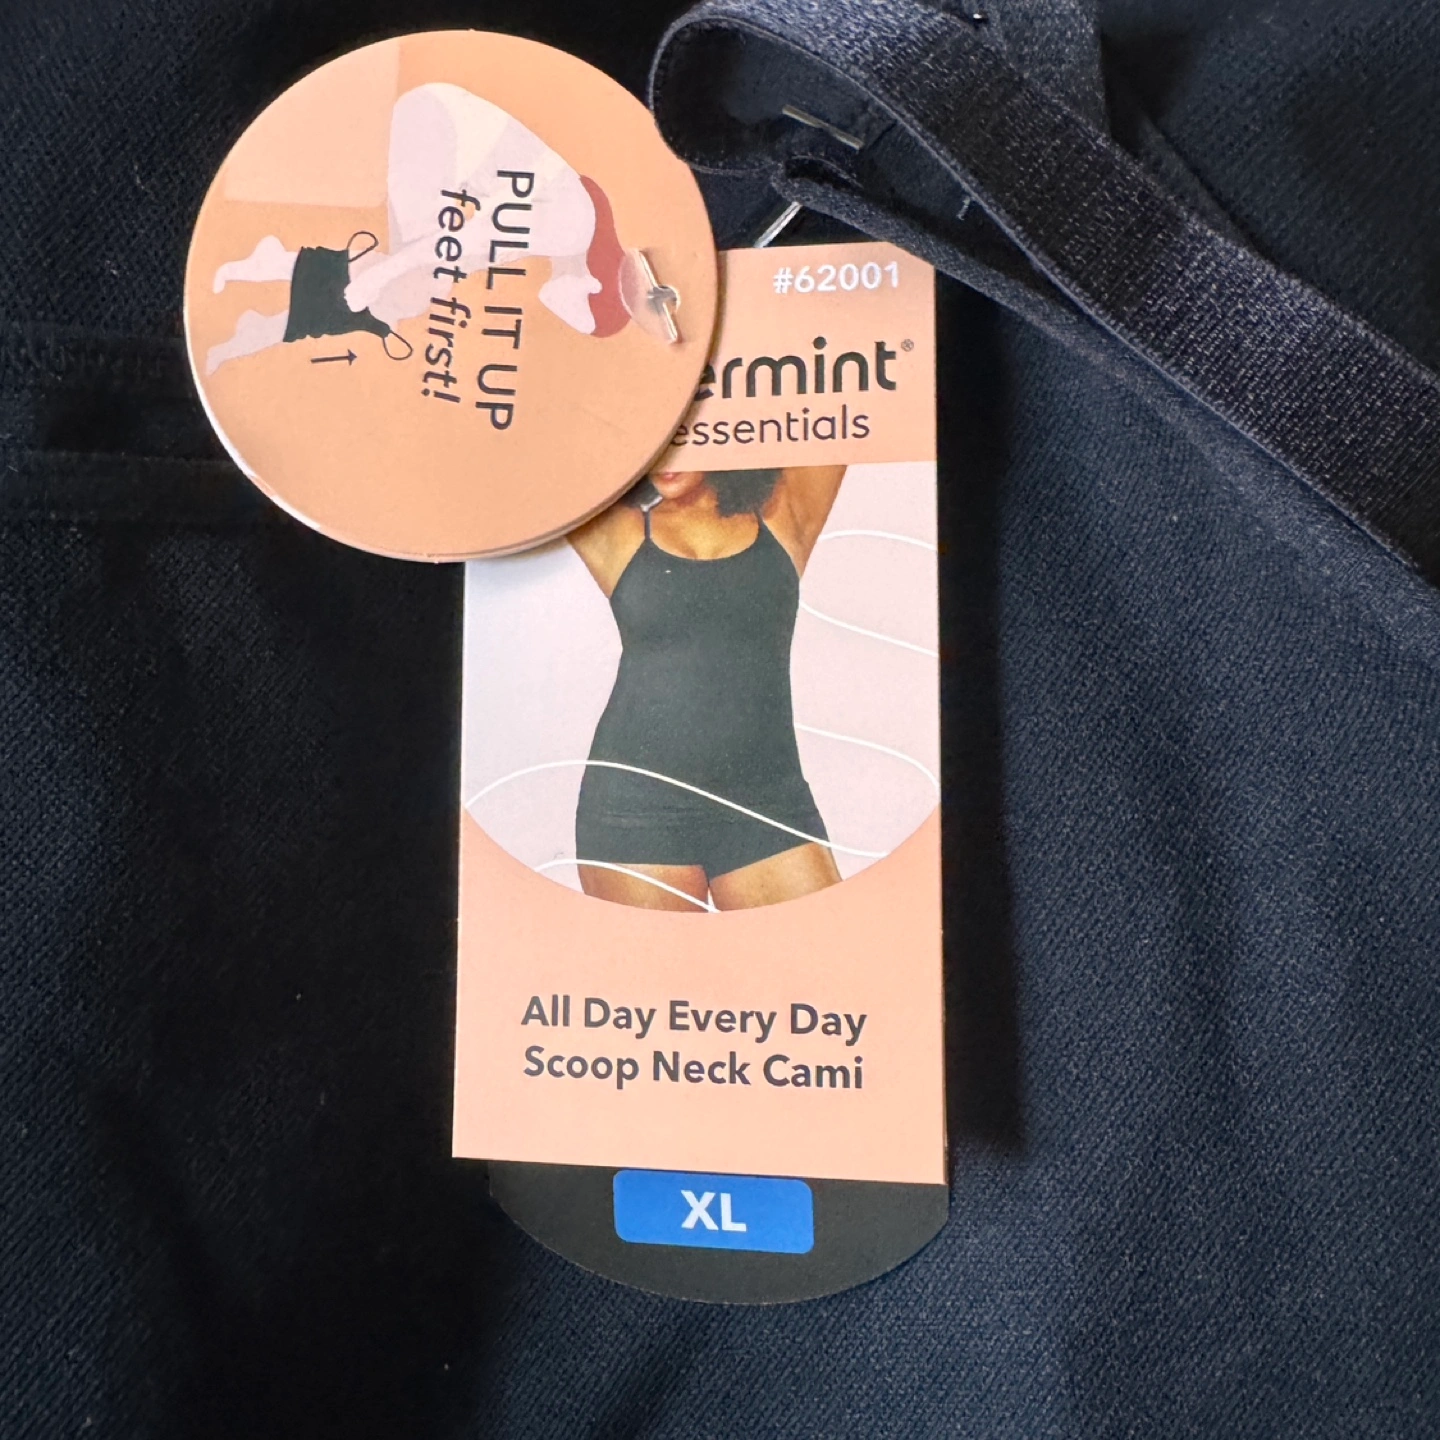 PULL IT UP
feet first!
#62001
ermint®
essentials
All Day Every Day
Scoop Neck Cami
XL